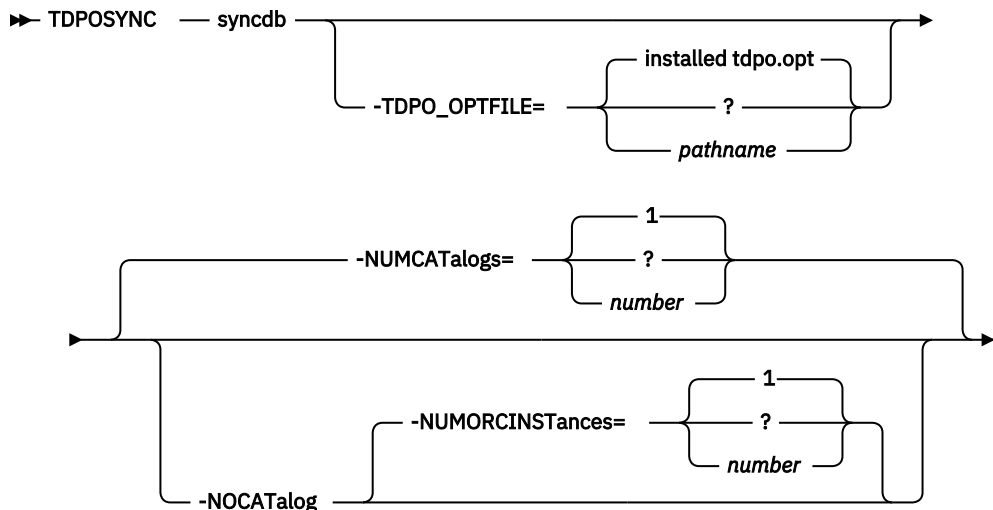 TDPOSYNC syncdb
installed tdpo.opt
-TDPO_OPTFILE= ?
pathname
1
-NUMCATalogs= ?
number
1
-NUMORCINSTances= ?
number
-NOCATalog